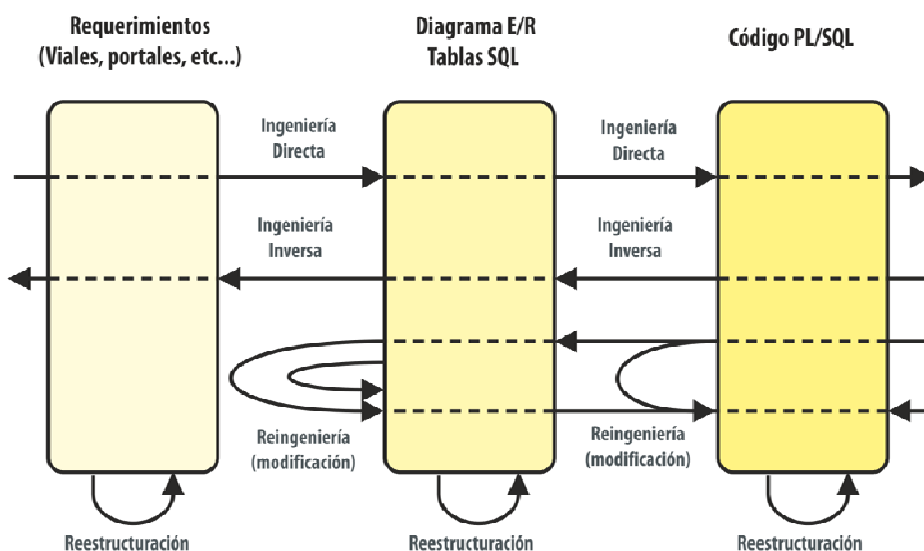 Requerimientos
(Viales, portales, etc...)
Diagrama E/R
Tablas SQL
Código PL/SQL
Ingeniería
Directa
Ingeniería
Directa
Ingeniería
Inversa
Ingeniería
Inversa
Reingeniería
(modificación)
Reingeniería
(modificación)
Reestructuración
Reestructuración
Reestructuración